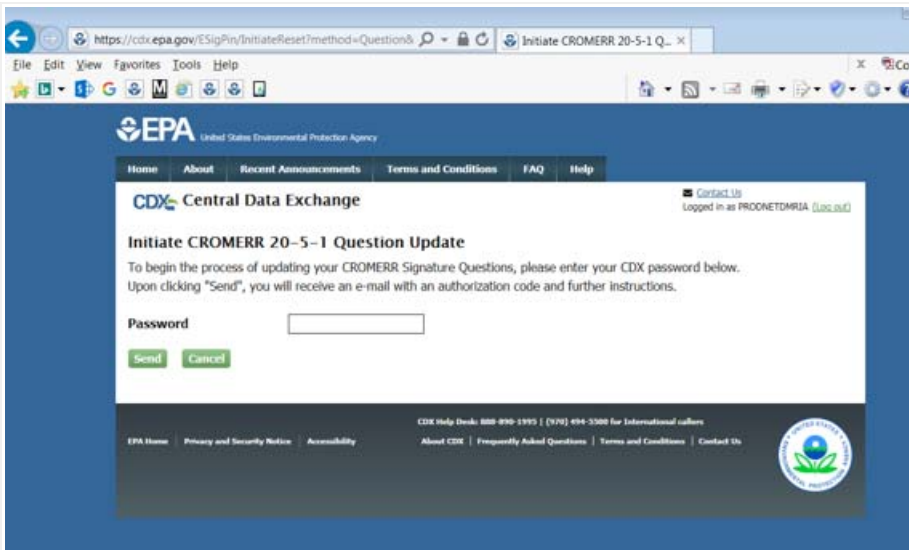 https://cdx.epa.gov/ESigPin/InitiateReset?method=Question&
Initiate CROMERR 20-5-1 Q...
File Edit View Favorites Tools Help
EPA United States Environmental Protection Agency
Home About Recent Announcements Terms and Conditions FAQ Help
CDX Central Data Exchange
Contact Us
Logged in as PRODNETDMRIA (Log out)
Initiate CROMERR 20-5-1 Question Update
To begin the process of updating your CROMERR Signature Questions, please enter your CDX password below.
Upon clicking "Send", you will receive an e-mail with an authorization code and further instructions.
Password
Send Cancel
CDX Help Desk: 888-890-1995 | (970) 494-5500 for International callers
EPA Home | Privacy and Security Notice | Accessibility
About CDX | Frequently Asked Questions | Terms and Conditions | Contact Us